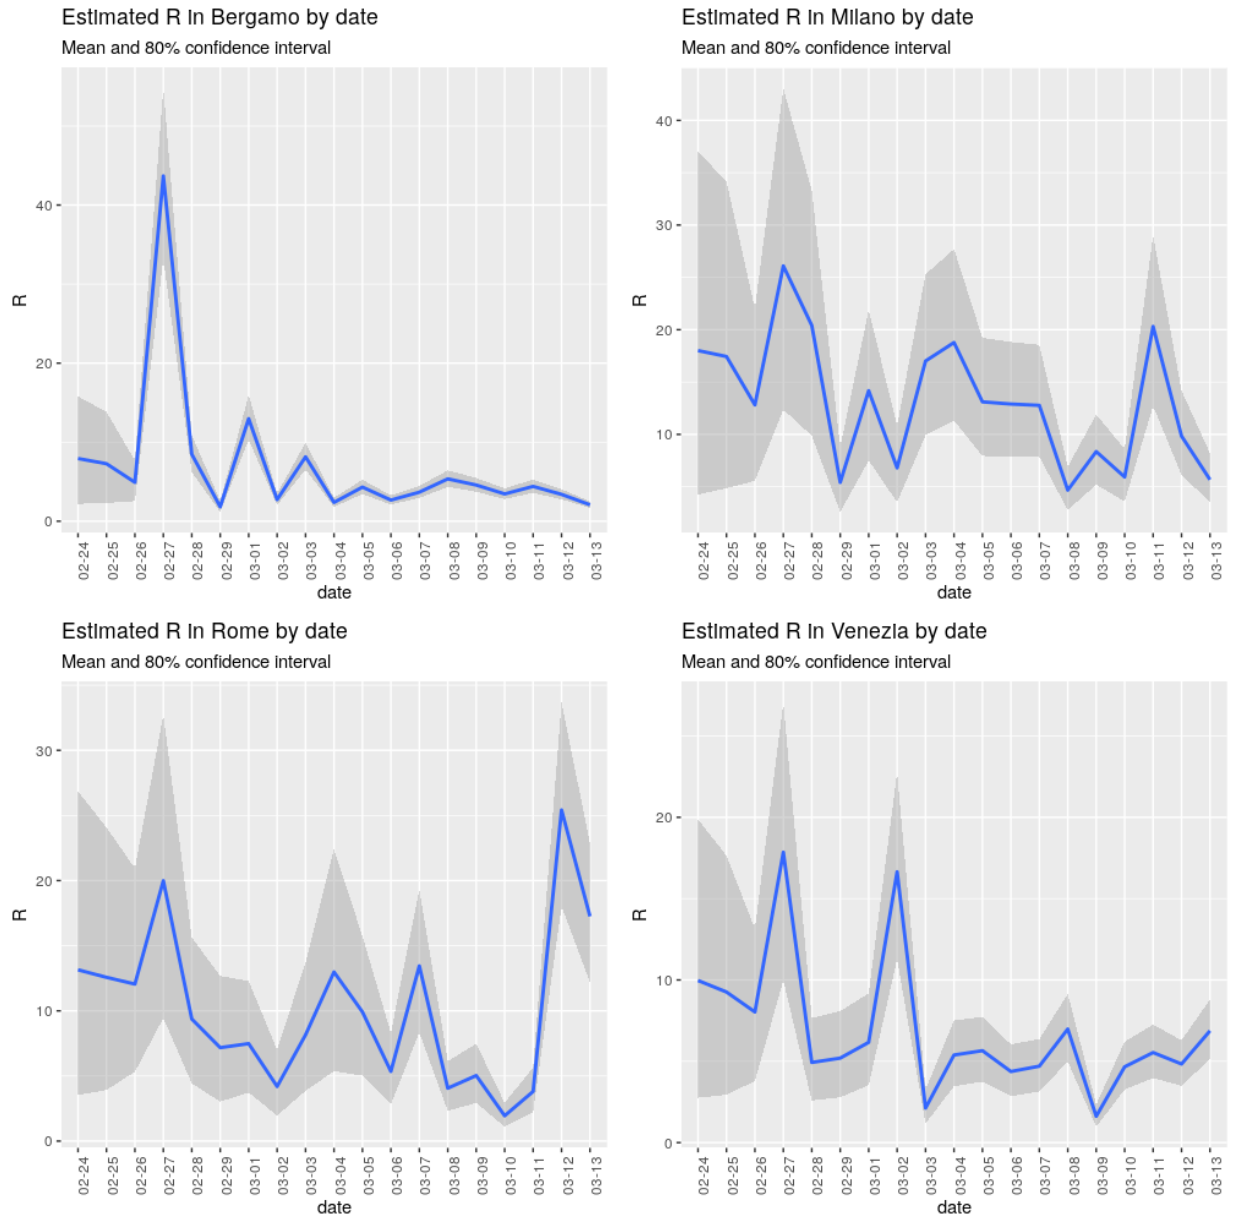 Estimated R in Bergamo by date
Mean and 80% confidence interval
R
40
20
0
02-24 02-25 02-26 02-27 02-28 02-29 03-01 03-02 03-03 03-04 03-05 03-06 03-07 03-08 03-09 03-10 03-11 03-12 03-13
date
Estimated R in Milano by date
Mean and 80% confidence interval
R
40
30
20
10
02-24 02-25 02-26 02-27 02-28 02-29 03-01 03-02 03-03 03-04 03-05 03-06 03-07 03-08 03-09 03-10 03-11 03-12 03-13
date
Estimated R in Rome by date
Mean and 80% confidence interval
R
30
20
10
0
02-24 02-25 02-26 02-27 02-28 02-29 03-01 03-02 03-03 03-04 03-05 03-06 03-07 03-08 03-09 03-10 03-11 03-12 03-13
date
Estimated R in Venezia by date
Mean and 80% confidence interval
R
20
10
0
02-24 02-25 02-26 02-27 02-28 02-29 03-01 03-02 03-03 03-04 03-05 03-06 03-07 03-08 03-09 03-10 03-11 03-12 03-13
date